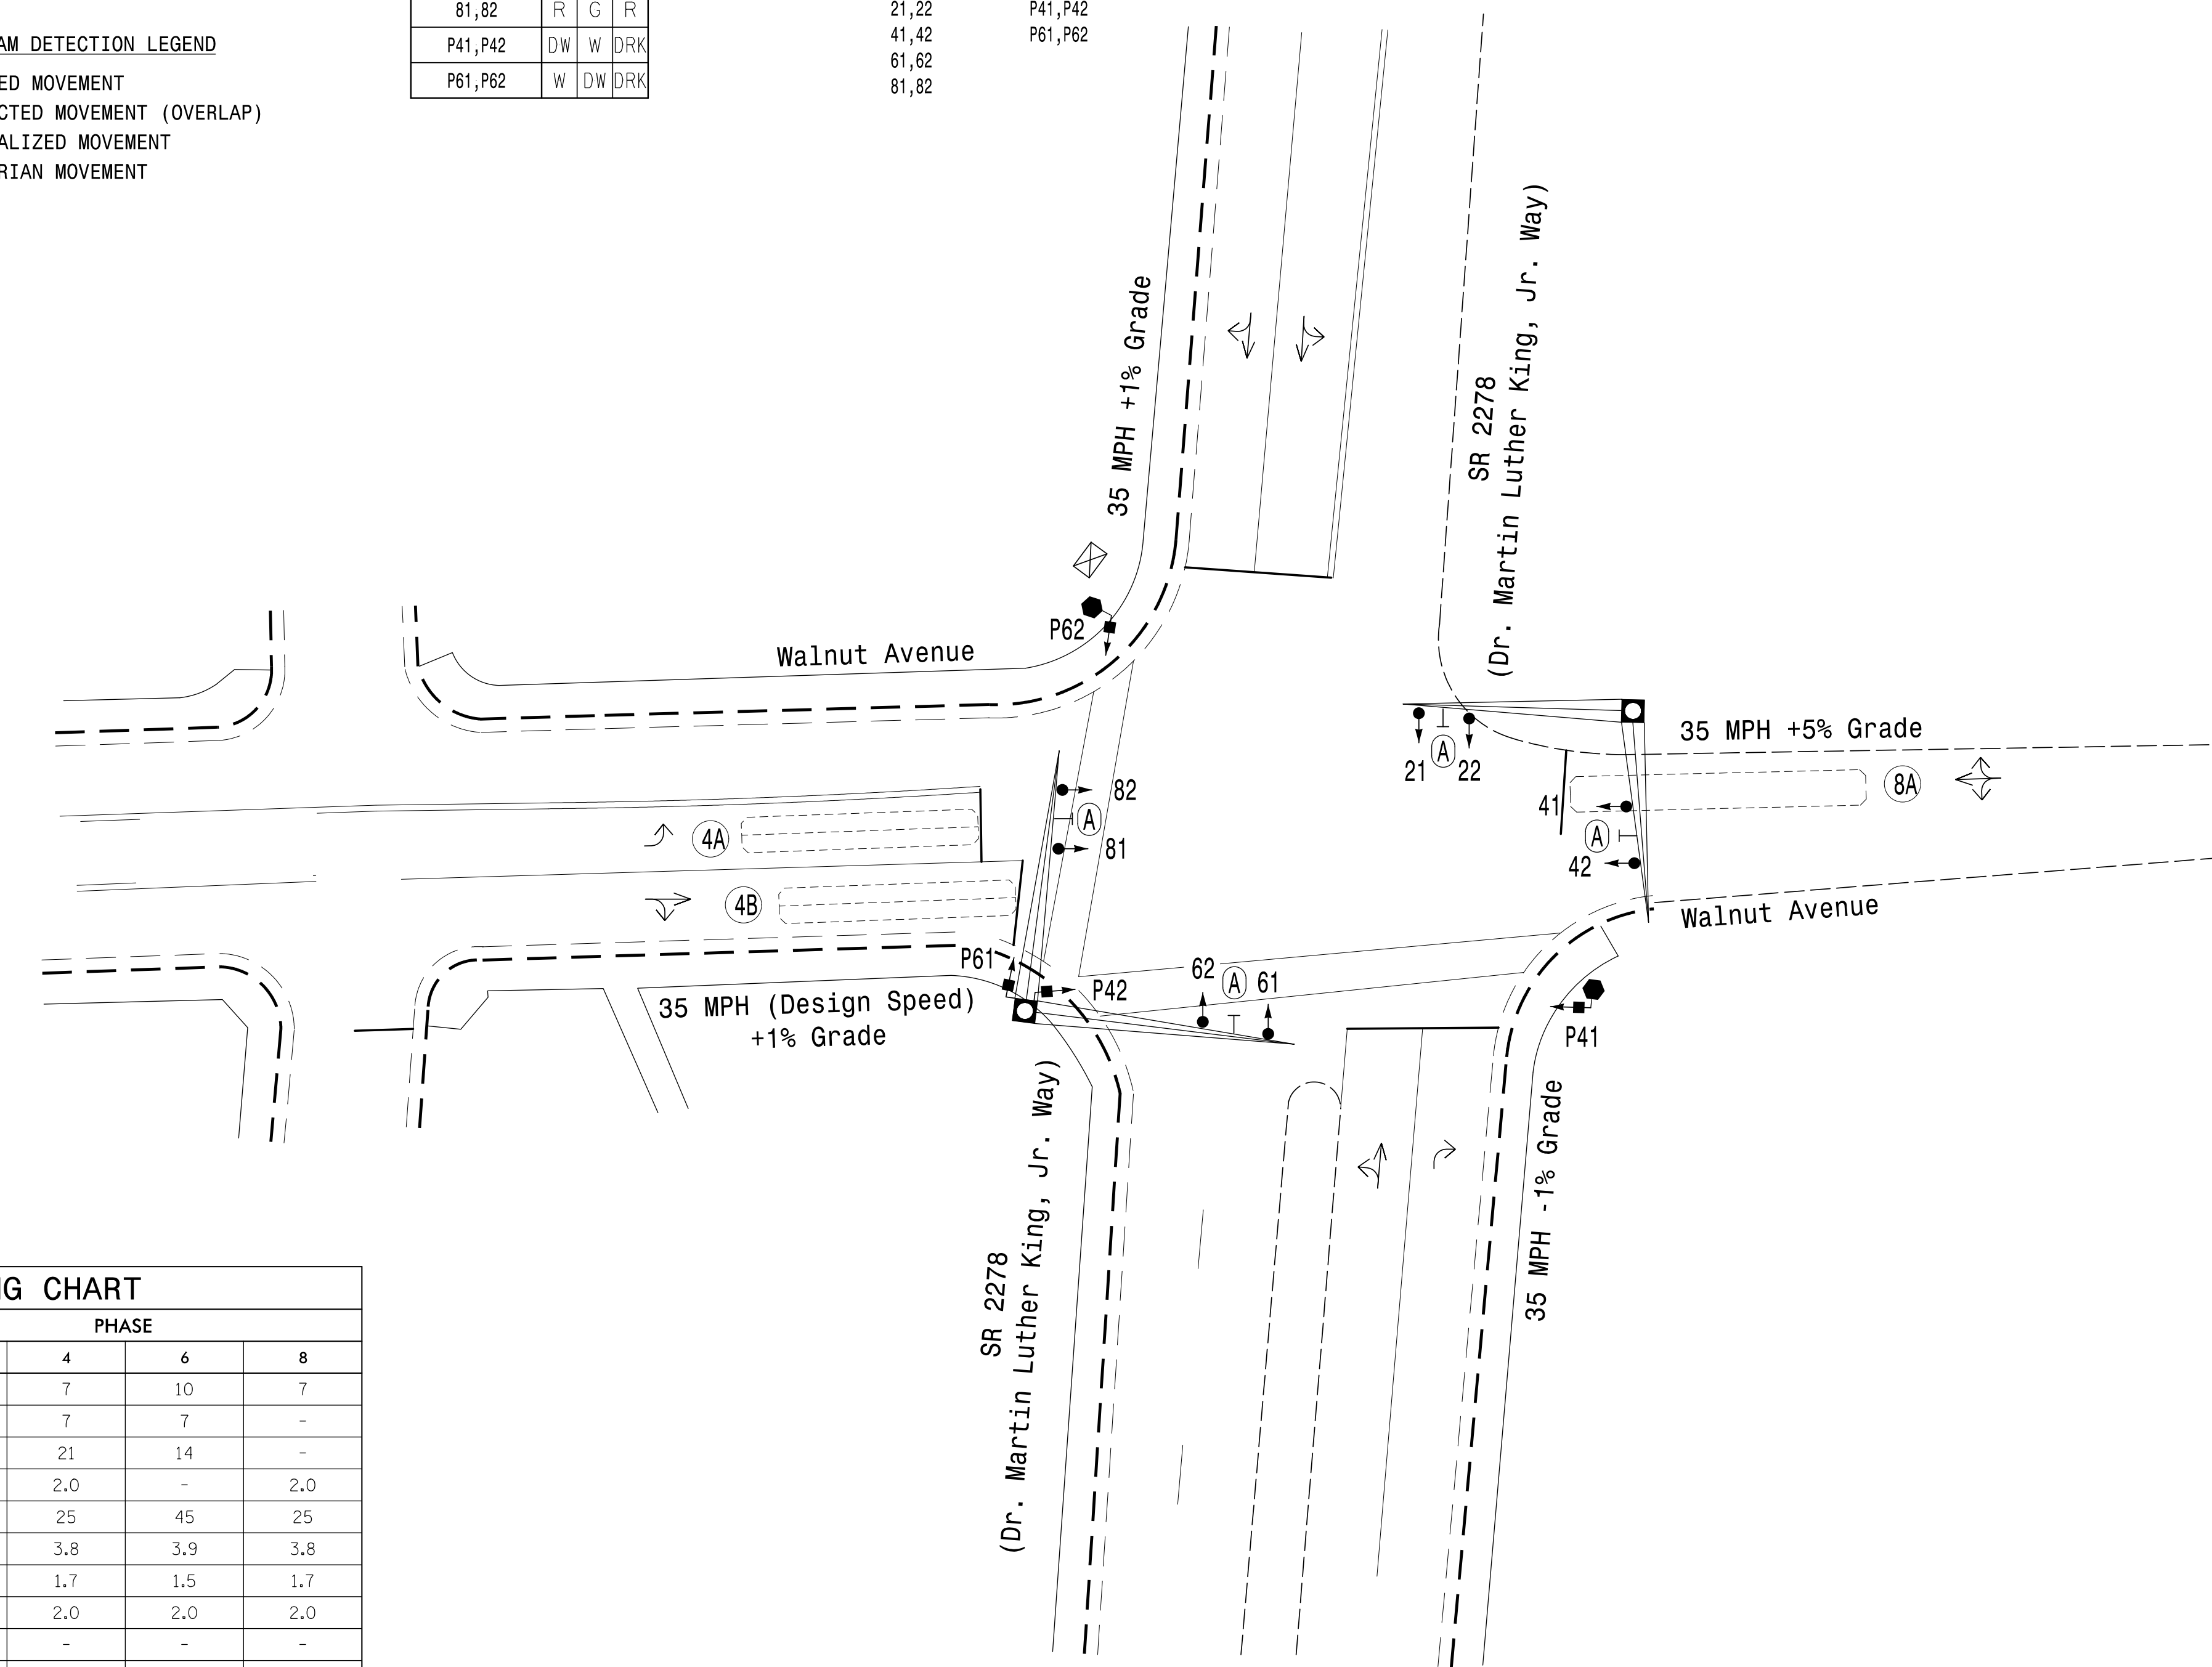 81,82 R G R
P41,P42 DW W DRK
P61,P62 W DW DRK
21,22 P41,P42
41,42 P61,P62
61,62
81,82
AM DETECTION LEGEND
ED MOVEMENT
CTED MOVEMENT (OVERLAP)
ALIZED MOVEMENT
RIAN MOVEMENT
35 MPH +1% Grade
SR 2278
(Dr. Martin Luther King, Jr. Way)
P62
Walnut Avenue
35 MPH +5% Grade
21 A 22
8A
82
A
81
41
A
42
4A
4B
Walnut Avenue
P61
P42
62 A 61
P41
35 MPH (Design Speed)
+1% Grade
SR 2278
(Dr. Martin Luther King, Jr. Way)
35 MPH -1% Grade
G CHART
PHASE
4 6 8
7 10 7
7 7 -
21 14 -
2.0 - 2.0
25 45 25
3.8 3.9 3.8
1.7 1.5 1.7
2.0 2.0 2.0
- - -